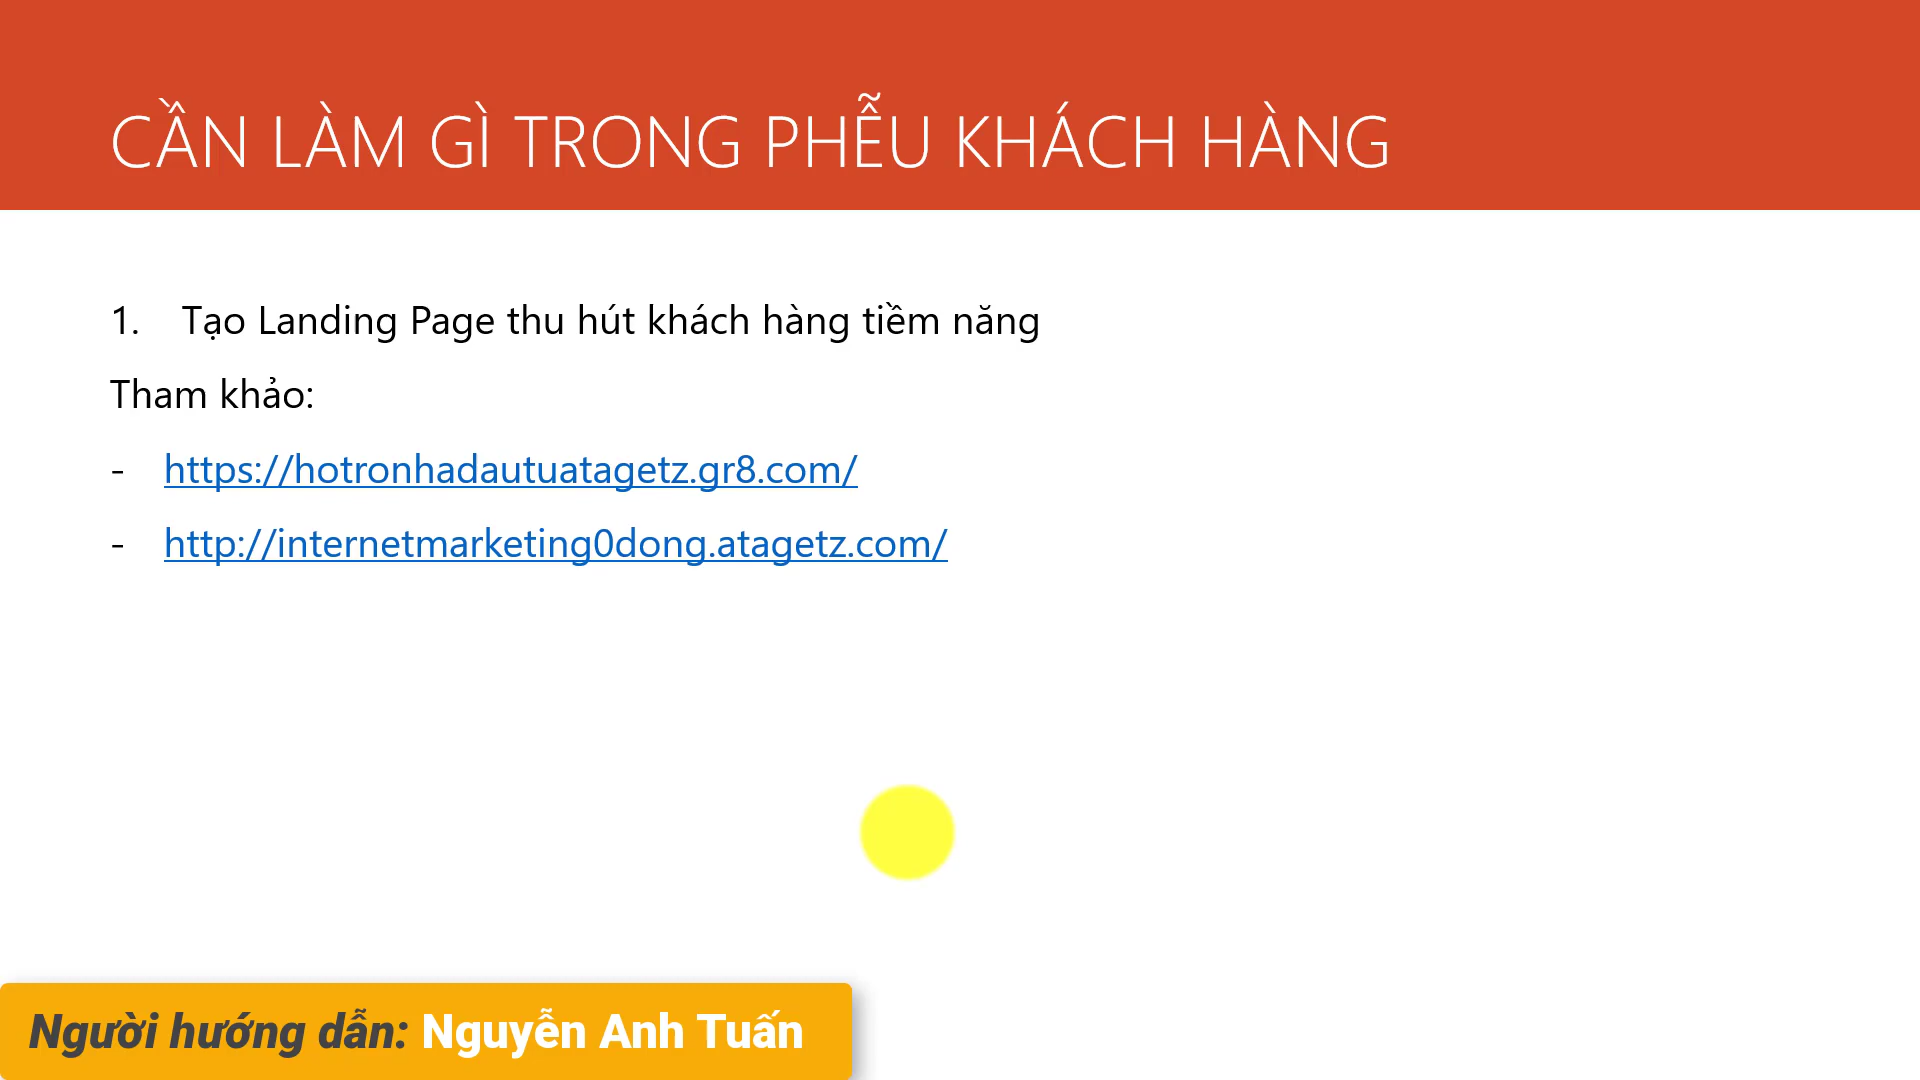 CẦN LÀM GÌ TRONG PHỄU KHÁCH HÀNG
1. Tạo Landing Page thu hút khách hàng tiềm năng
Tham khảo:
- https://hotronhadautuatagetz.gr8.com/
- http://internetmarketing0dong.atagetz.com/
Người hướng dẫn: Nguyễn Anh Tuấn